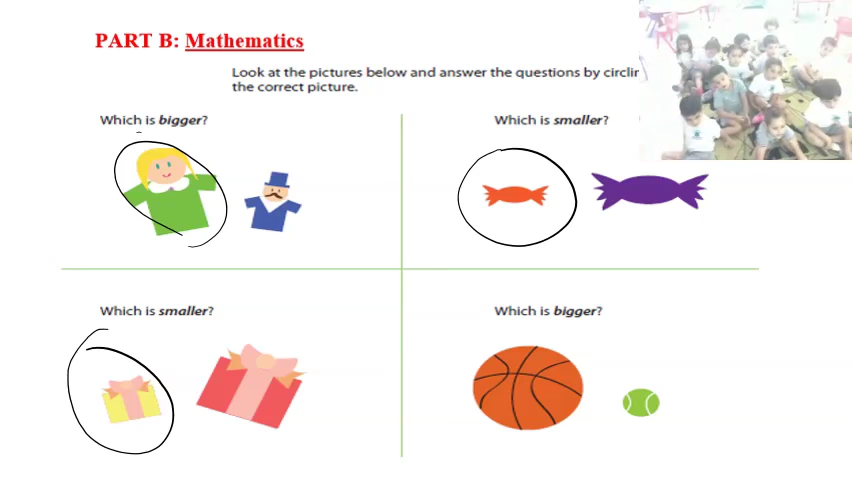 PART B: Mathematics
Look at the pictures below and answer the questions by circlin
the correct picture.
Which is bigger?
Which is smaller?
Which is smaller?
Which is bigger?